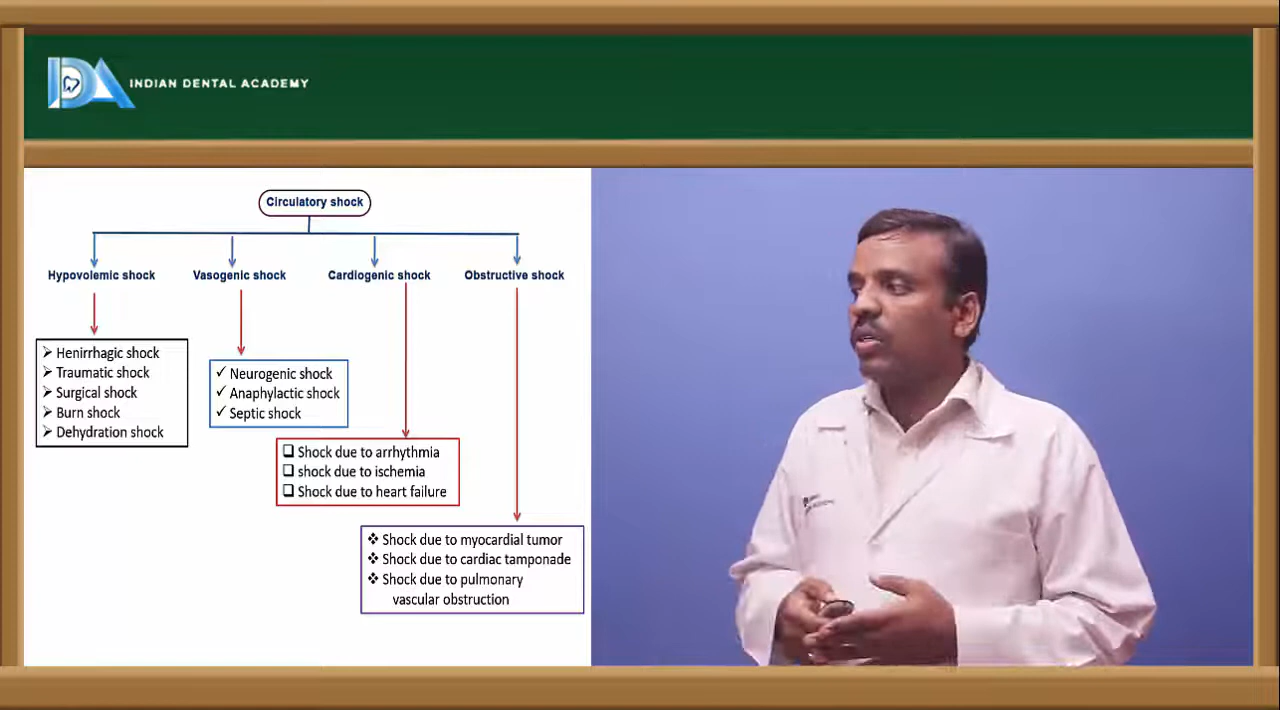 IDA INDIAN DENTAL ACADEMY
Circulatory shock
Hypovolemic shock
Vasogenic shock
Cardiogenic shock
Obstructive shock
Henirrhagic shock
Traumatic shock
Surgical shock
Burn shock
Dehydration shock
Neurogenic shock
Anaphylactic shock
Septic shock
Shock due to arrhythmia
shock due to ischemia
Shock due to heart failure
Shock due to myocardial tumor
Shock due to cardiac tamponade
Shock due to pulmonary
vascular obstruction